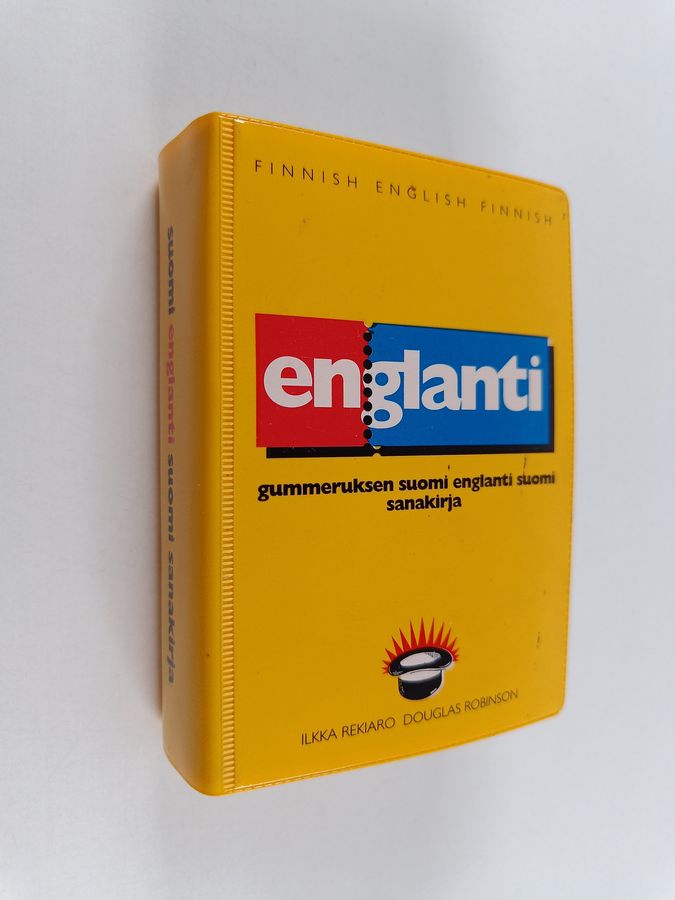 FINNISH ENGLISH FINNISH
englanti
gummeruksen suomi englanti suomi
sanakirja
ILKKA REKIARO DOUGLAS ROBINSON
suomi englanti suomi sanakirja